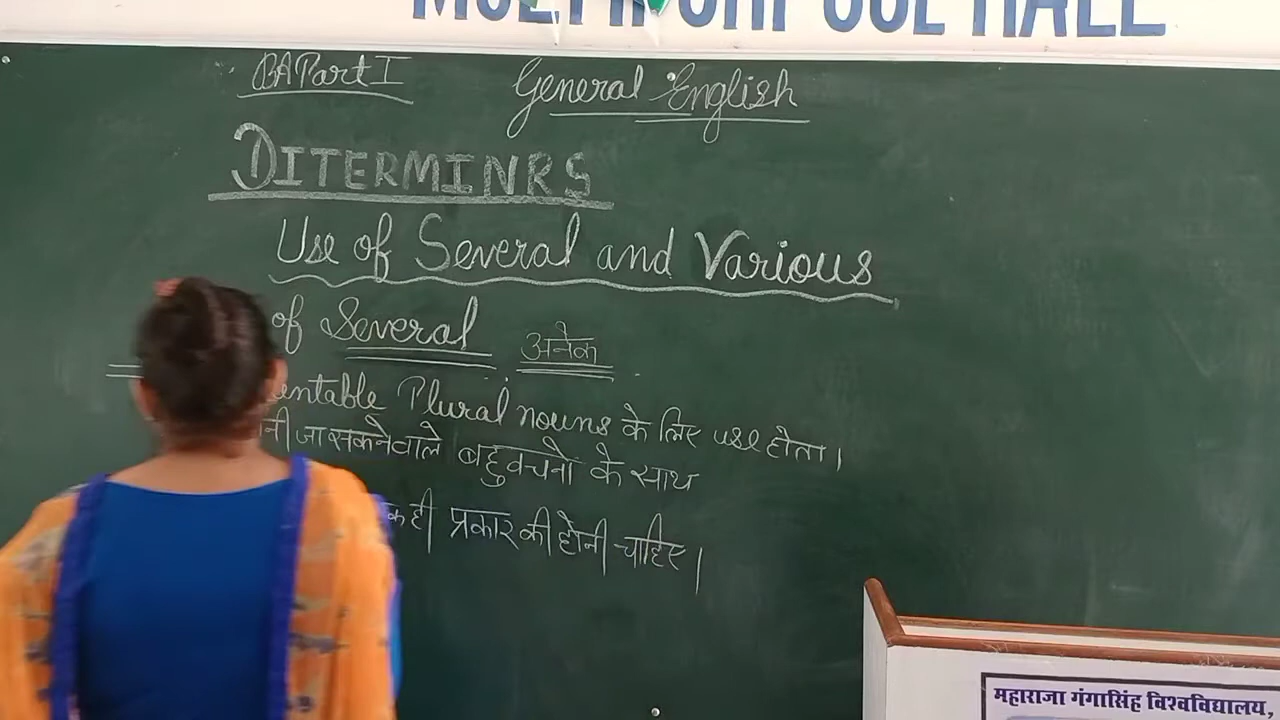 MULTIPURPOSE HALL
BA Part I General English
DITERMINRS
Use of Several and Various
of Several अनेक
Plural nouns के लिए use होता।
जा सकने वाले बहुवचनों के साथ
ही प्रकार की होनी चाहिए।
महाराजा गंगासिंह विश्वविद्यालय,